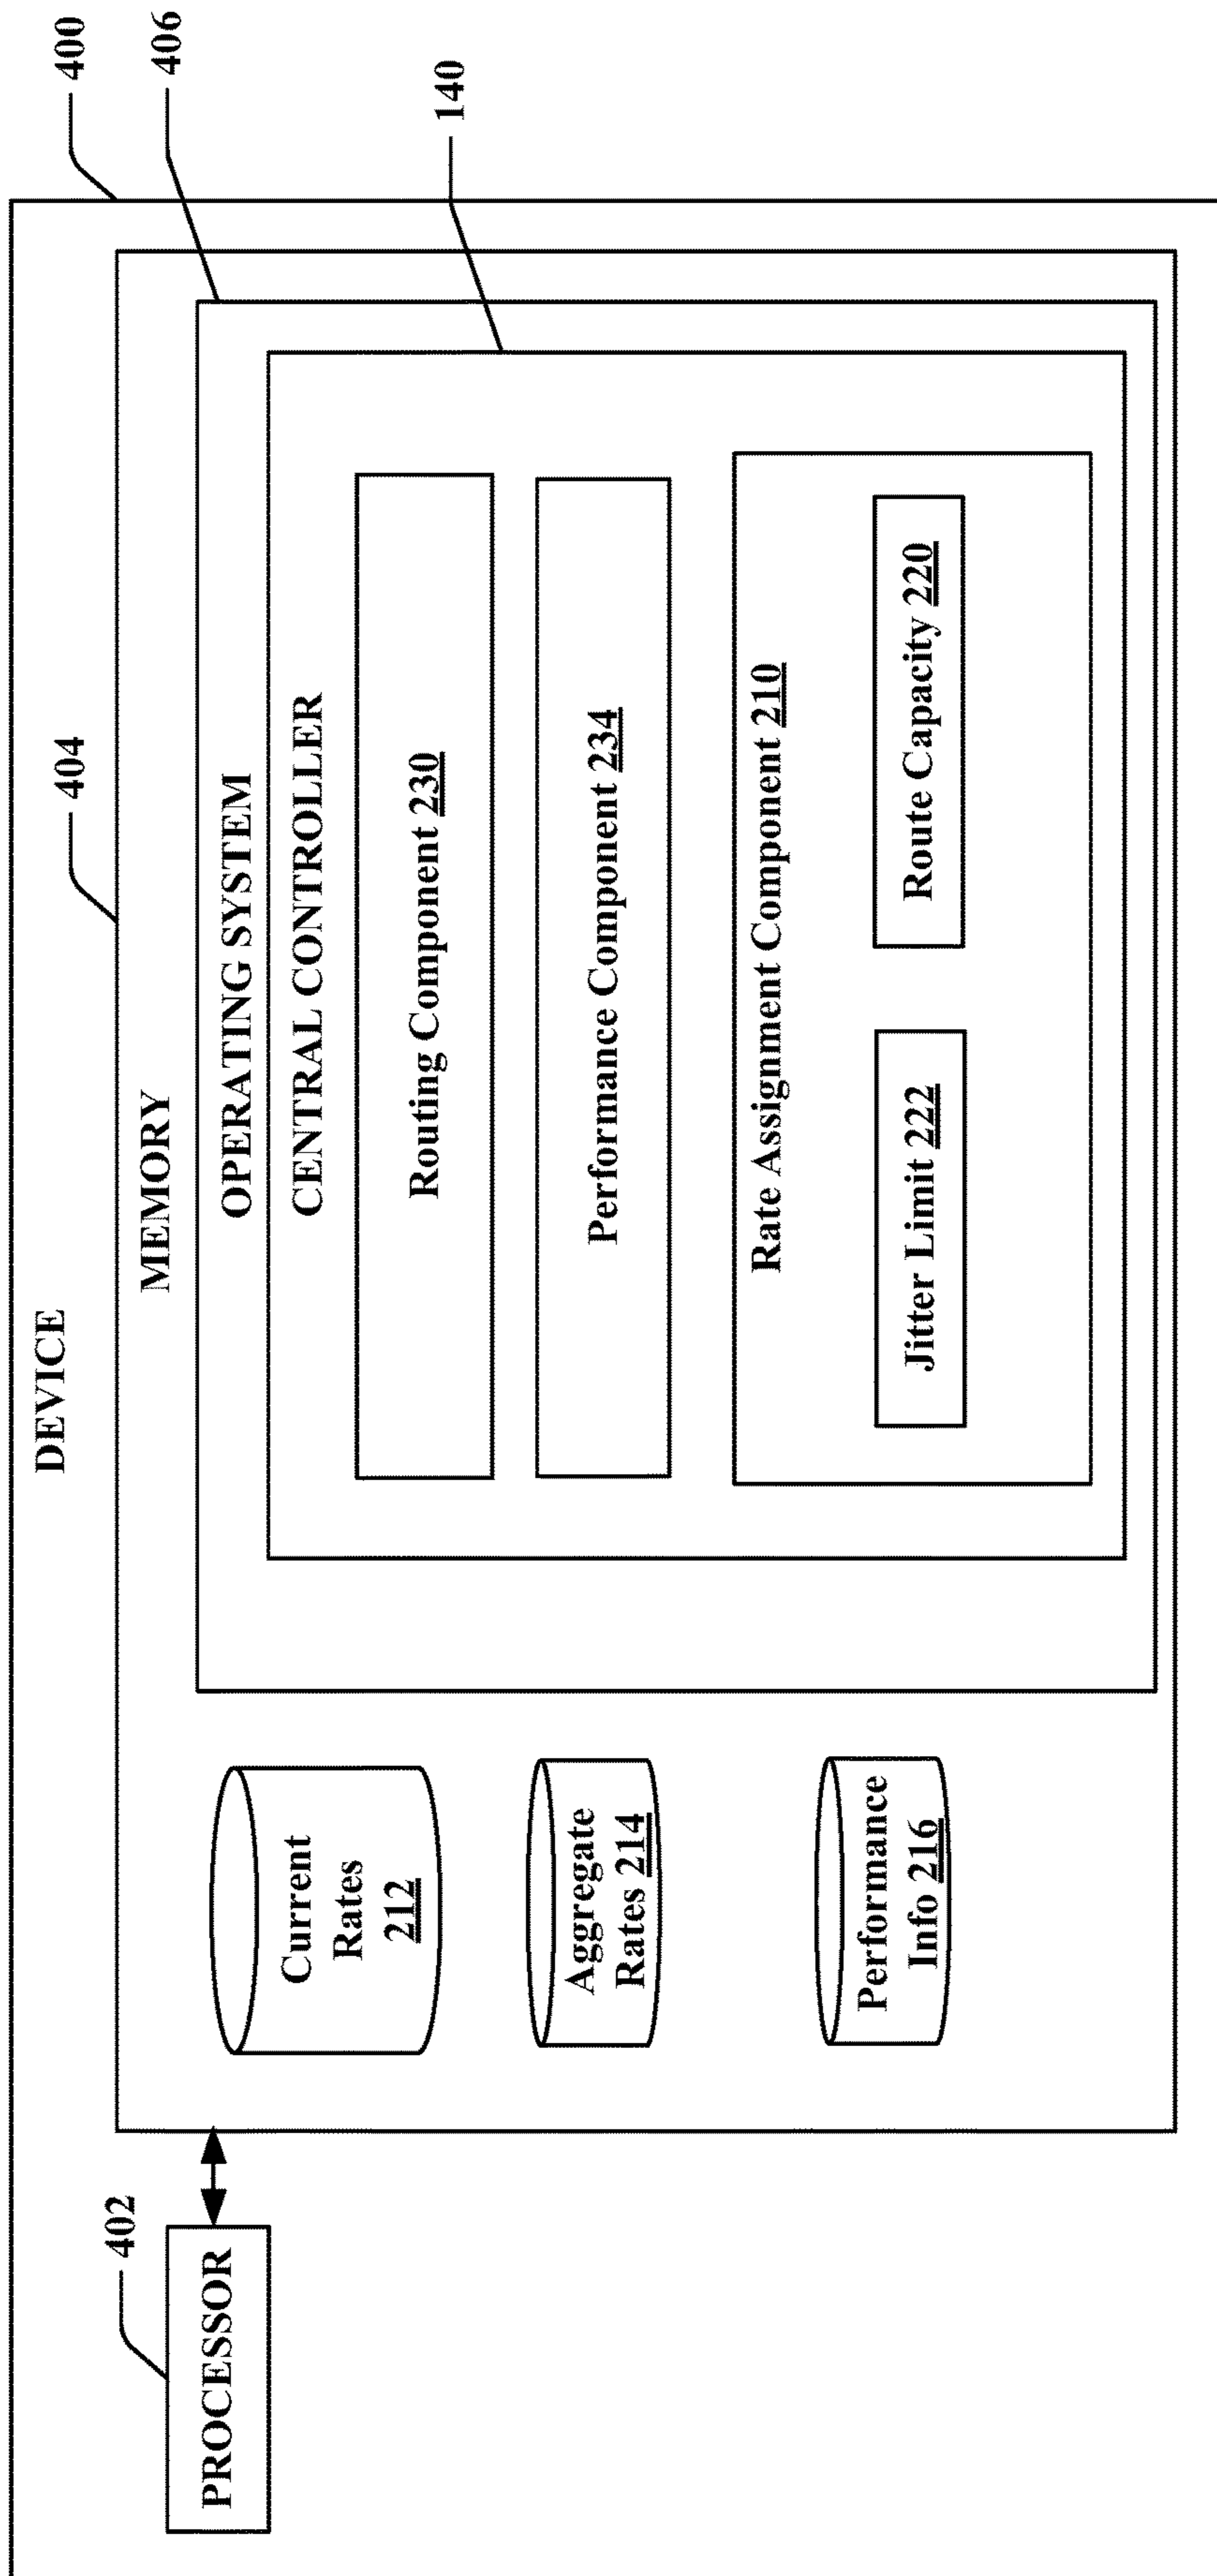 DEVICE
400
PROCESSOR
402
MEMORY
404
Current
Rates
212
Aggregate
Rates 214
Performance
Info 216
OPERATING SYSTEM
406
CENTRAL CONTROLLER
140
Routing Component 230
Performance Component 234
Rate Assignment Component 210
Jitter Limit 222
Route Capacity 220